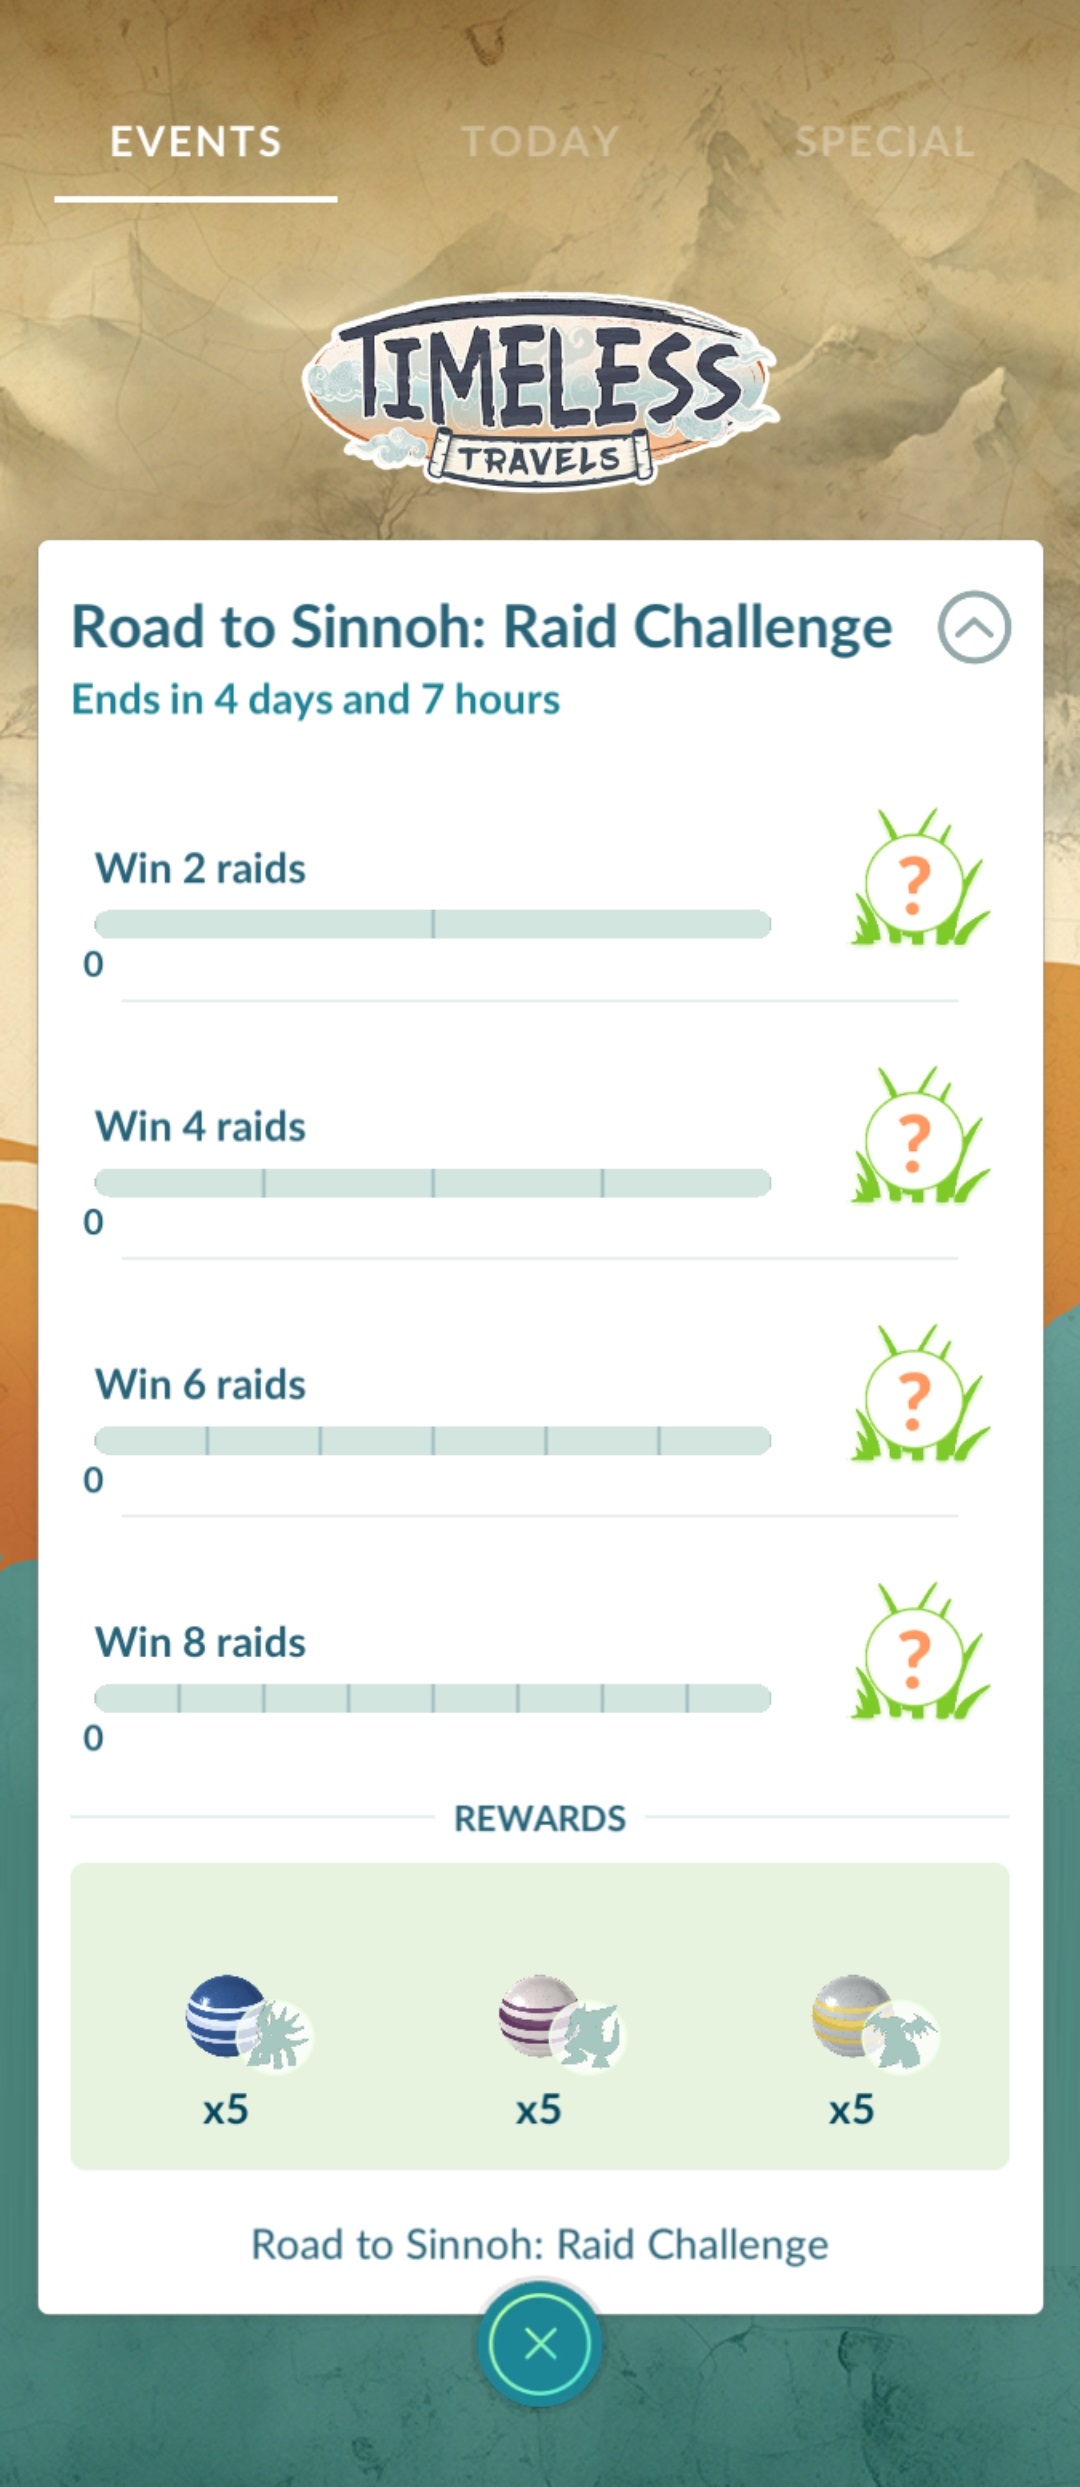 EVENTS TODAY SPECIAL
TIMELESS
TRAVELS
Road to Sinnoh: Raid Challenge
Ends in 4 days and 7 hours
Win 2 raids
?
0
Win 4 raids
?
0
Win 6 raids
?
0
Win 8 raids
?
0
REWARDS
x5 x5 x5
Road to Sinnoh: Raid Challenge